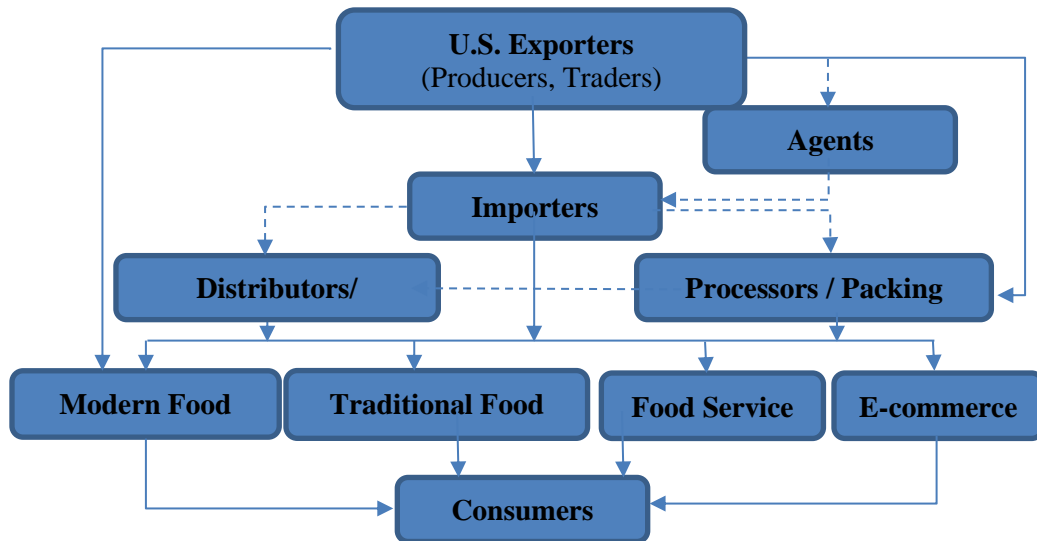 U.S. Exporters
(Producers, Traders)
Agents
Importers
Distributors/
Processors / Packing
Modern Food
Traditional Food
Food Service
E-commerce
Consumers